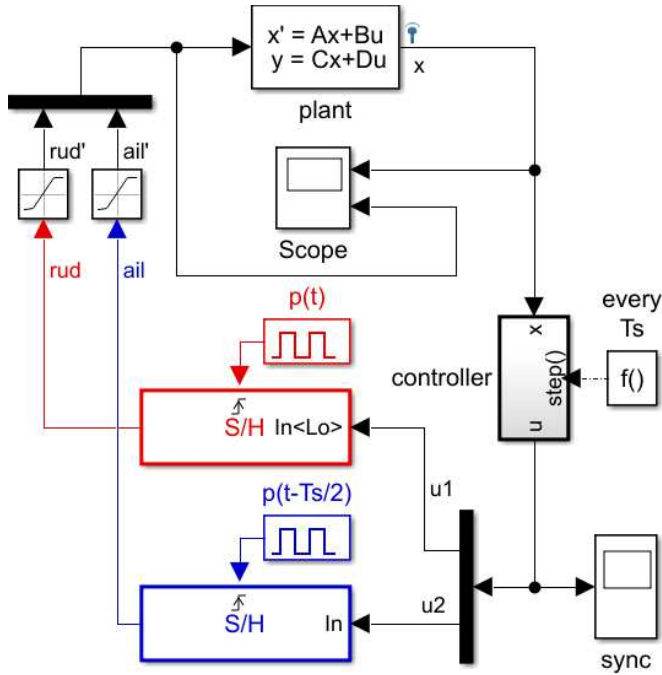 x' = Ax+Bu
y = Cx+Du
x
plant
rud'
ail'
Scope
rud
ail
p(t)
every
Ts
x
step()
f()
controller
u
S/H
In<Lo>
u1
p(t-Ts/2)
u2
S/H
In
sync